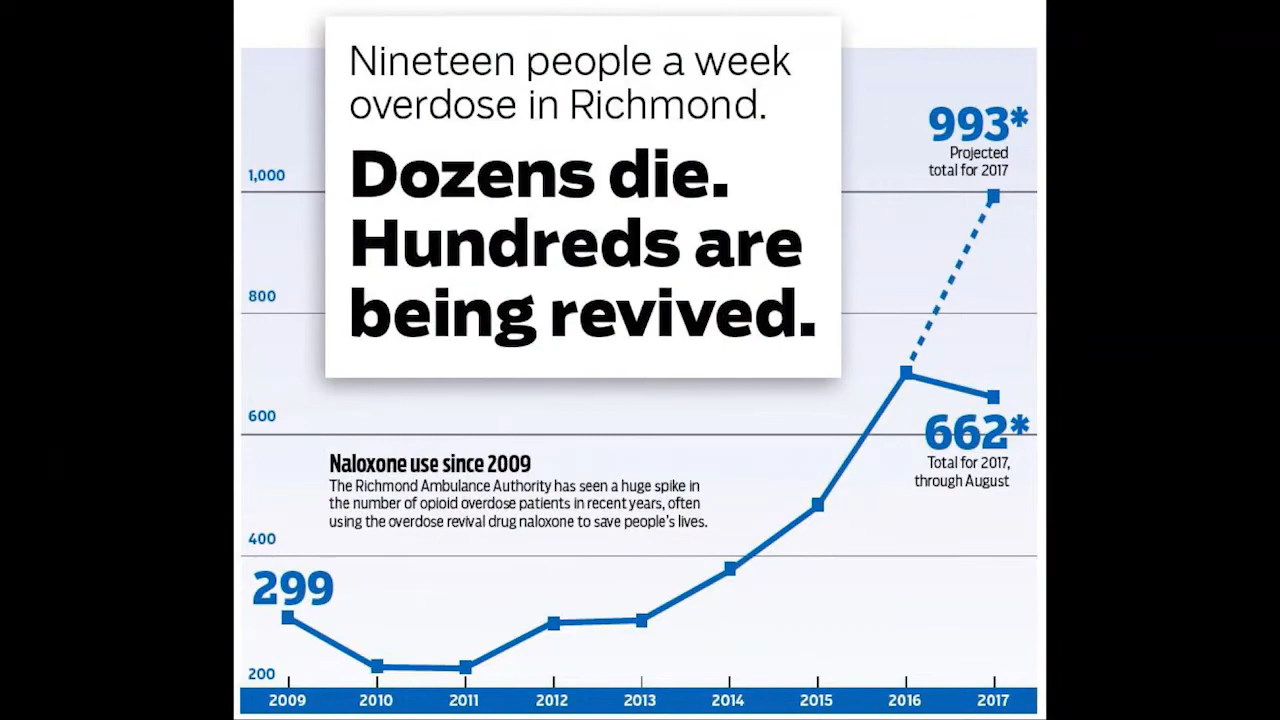 Nineteen people a week
overdose in Richmond.
Dozens die.
Hundreds are
being revived.
993*
Projected
total for 2017
1,000
800
600
662*
Total for 2017,
through August
Naloxone use since 2009
The Richmond Ambulance Authority has seen a huge spike in
the number of opioid overdose patients in recent years, often
using the overdose revival drug naloxone to save people's lives.
400
299
200
2009 2010 2011 2012 2013 2014 2015 2016 2017